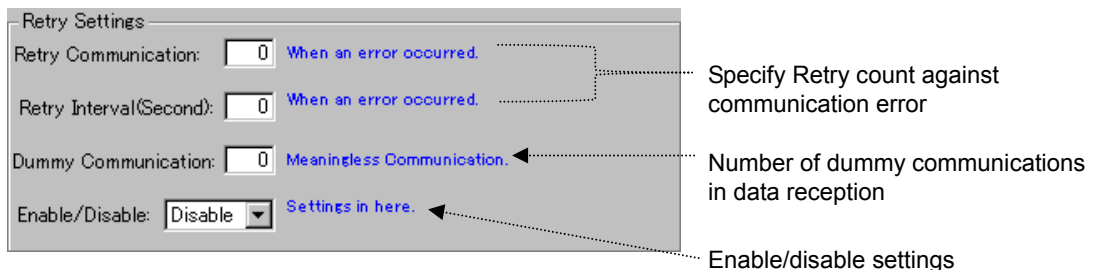 Retry Settings
Retry Communication: 0 When an error occurred.
Specify Retry count against
communication error
Retry Interval(Second): 0 When an error occurred.
Dummy Communication: 0 Meaningless Communication.
Number of dummy communications
in data reception
Enable/Disable: Disable Settings in here.
Enable/disable settings